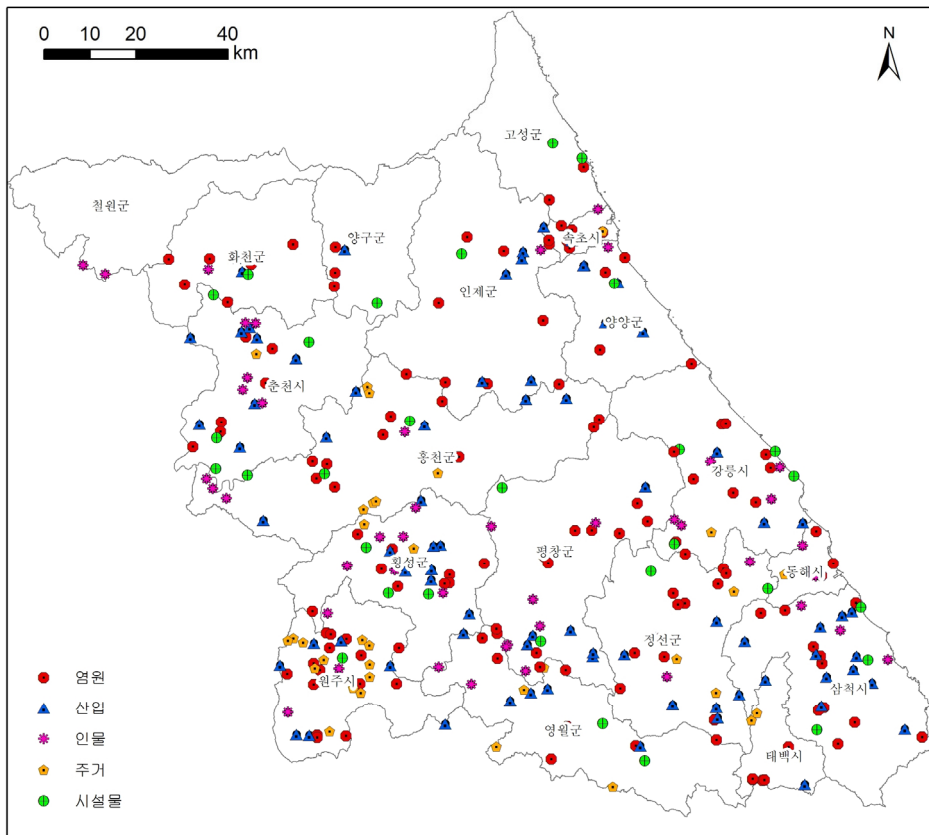 0 10 20 40
km
N
고성군
철원군
속초시
양구군
화천군
인제군
양양군
춘천시
홍천군
강릉시
평창군
횡성군
동해시
정선군
원주시
삼척시
영월군
태백시
영원
산입
인물
주거
시설물